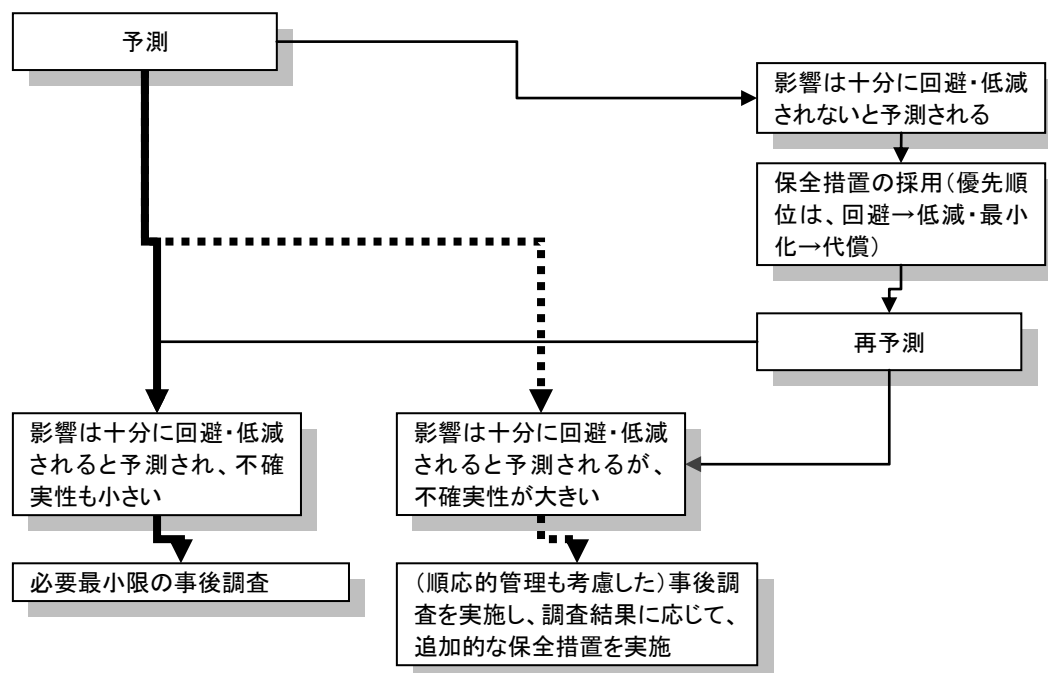 予測
影響は十分に回避・低減
されないと予測される
保全措置の採用(優先順
位は、回避→低減・最小
化→代償)
再予測
影響は十分に回避・低減
されると予測され、不確
実性も小さい
影響は十分に回避・低減
されると予測されるが、
不確実性が大きい
必要最小限の事後調査
(順応的管理も考慮した)事後調
査を実施し、調査結果に応じて、
追加的な保全措置を実施